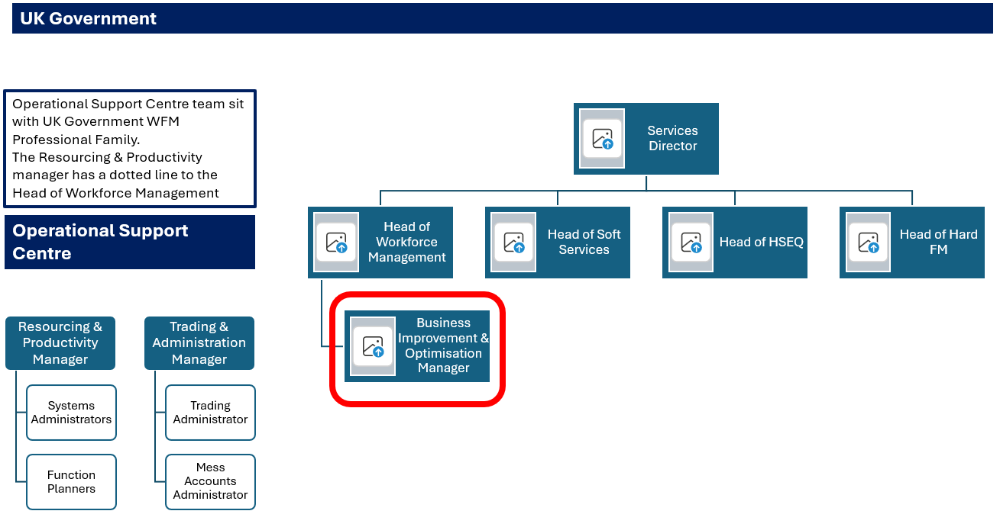 UK Government
Operational Support Centre team sit
with UK Government WFM
Professional Family.
The Resourcing & Productivity
manager has a dotted line to the
Head of Workforce Management
Operational Support
Centre
Services
Director
Head of
Workforce
Management
Head of Soft
Services
Head of HSEQ
Head of Hard
FM
Business
Improvement &
Optimisation
Manager
Resourcing &
Productivity
Manager
Trading &
Administration
Manager
Systems
Administrators
Trading
Administrator
Function
Planners
Mess
Accounts
Administrator